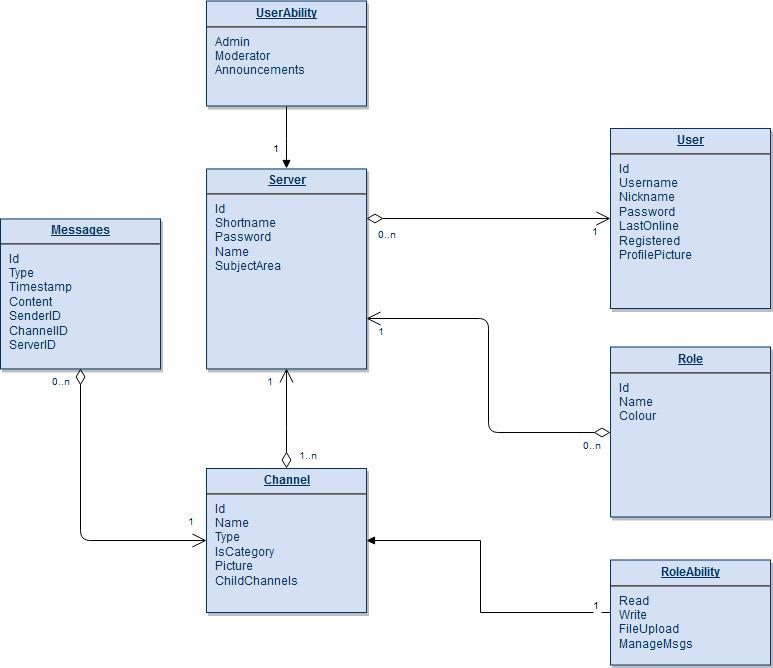 UserAbility
Admin
Moderator
Announcements
1
Server
Id
Shortname
Password
Name
SubjectArea
0..n
1
User
Id
Username
Nickname
Password
LastOnline
Registered
ProfilePicture
Messages
Id
Type
Timestamp
Content
SenderID
ChannelID
ServerID
0..n
1
1
1..n
1
Role
Id
Name
Colour
0..n
Channel
Id
Name
Type
IsCategory
Picture
ChildChannels
RoleAbility
Read
Write
FileUpload
ManageMsgs
1